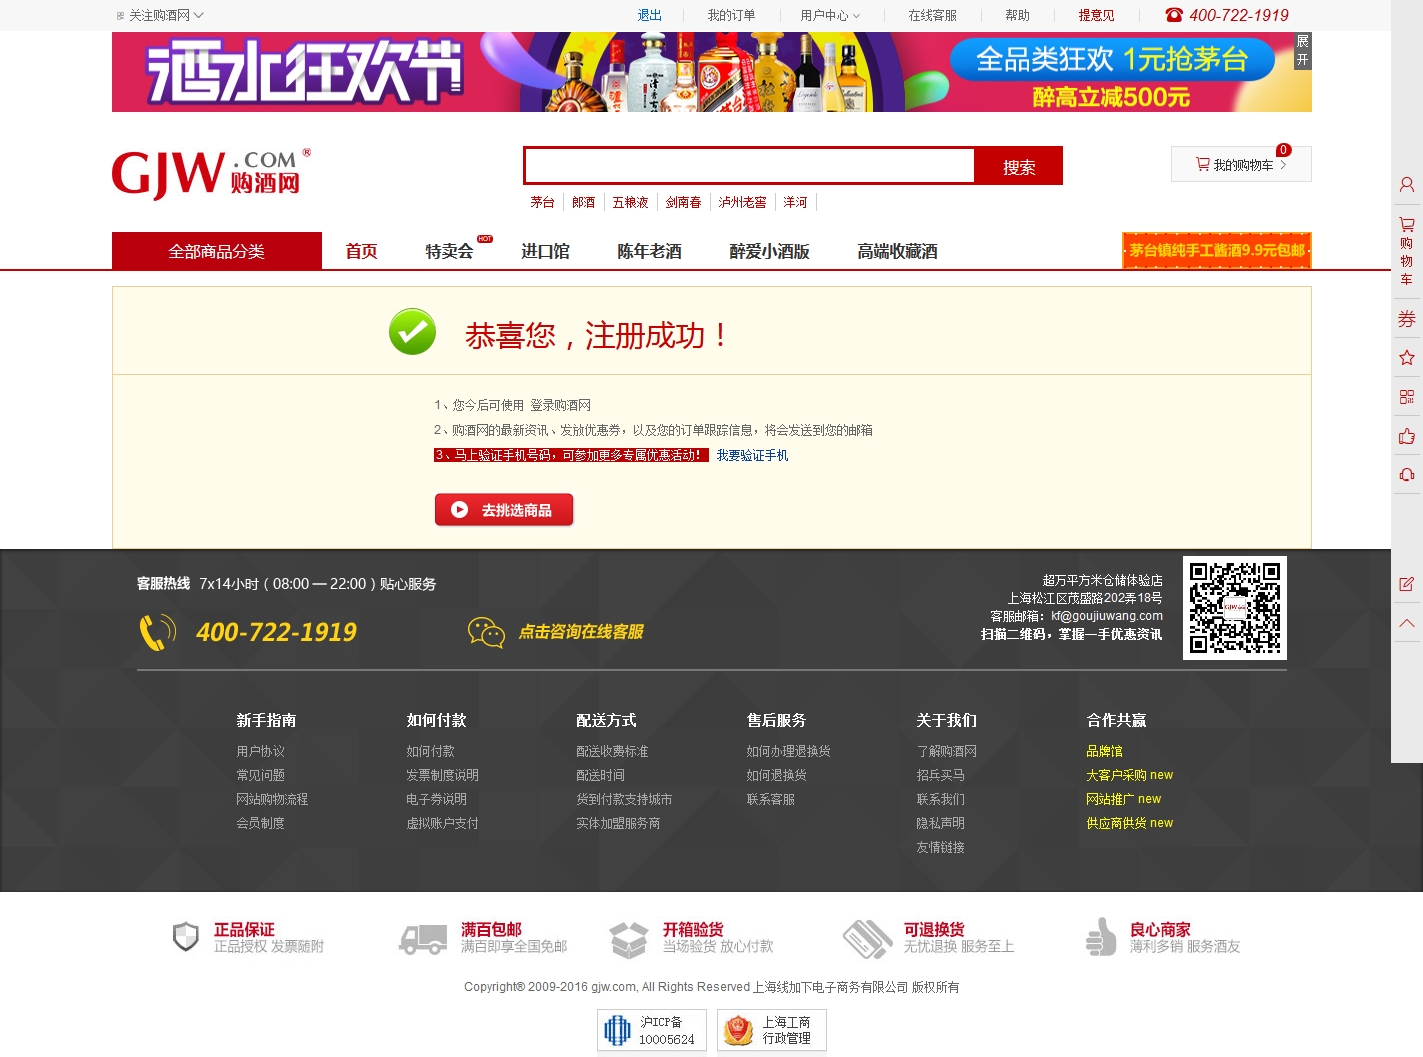 关注购酒网
退出 我的订单 用户中心 在线客服 帮助 提意见 400-722-1919
酒水狂欢节
全品类狂欢 1元抢茅台
醉高立减500元
展开
GJW.COM®
购酒网
搜索
0
我的购物车
茅台 郎酒 五粮液 剑南春 泸州老窖 洋河
全部商品分类 首页 特卖会 HOT 进口馆 陈年老酒 醉爱小酒版 高端收藏酒
茅台镇纯手工酱酒9.9元包邮
购物车
券
恭喜您，注册成功！
1、您今后可使用 登录购酒网
2、购酒网的最新资讯、发放优惠券，以及您的订单跟踪信息，将会发送到您的邮箱
3、马上验证手机号码，可参加更多专属优惠活动！ 我要验证手机
去挑选商品
客服热线 7x14小时（08:00 — 22:00）贴心服务
400-722-1919
点击咨询在线客服
超万平方米仓储体验店
上海松江区茂盛路202弄18号
客服邮箱：kf@goujiuwang.com
扫描二维码，掌握一手优惠资讯
GJW
新手指南 如何付款 配送方式 售后服务 关于我们 合作共赢
用户协议 如何付款 配送收费标准 如何办理退换货 了解购酒网 品牌馆
常见问题 发票制度说明 配送时间 如何退换货 招兵买马 大客户采购 new
网站购物流程 电子券说明 货到付款支持城市 联系客服 联系我们 网站推广 new
会员制度 虚拟账户支付 实体加盟服务商 隐私声明 供应商供货 new
友情链接
正品保证 满百包邮 开箱验货 可退换货 良心商家
正品授权 发票随附 满百即享全国免邮 当场验货 放心付款 无忧退换 服务至上 薄利多销 服务酒友
Copyright® 2009-2016 gjw.com, All Rights Reserved 上海线加下电子商务有限公司 版权所有
沪ICP备
10005624
上海工商
行政管理